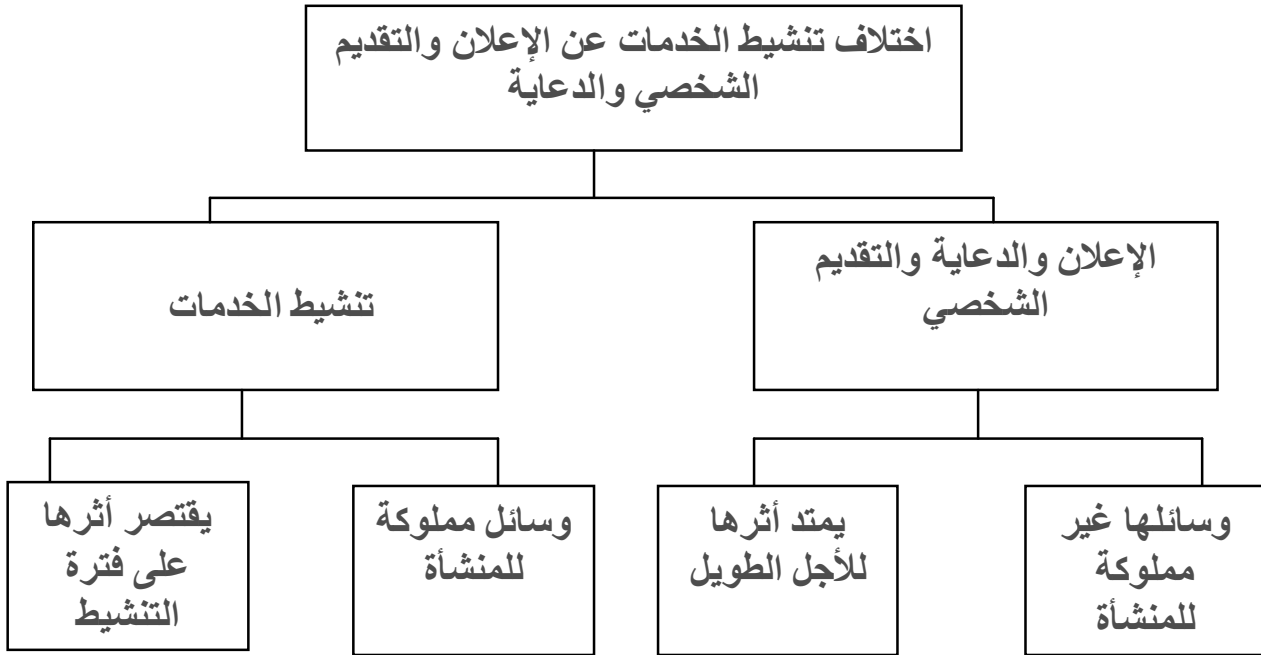 اختلاف تنشيط الخدمات عن الإعلان والتقديم
الشخصي والدعاية
الإعلان والدعاية والتقديم
الشخصي
تنشيط الخدمات
وسائلها غير
مملوكة
للمنشأة
يمتد أثرها
للأجل الطويل
وسائل مملوكة
للمنشأة
يقتصر أثرها
على فترة
التنشيط